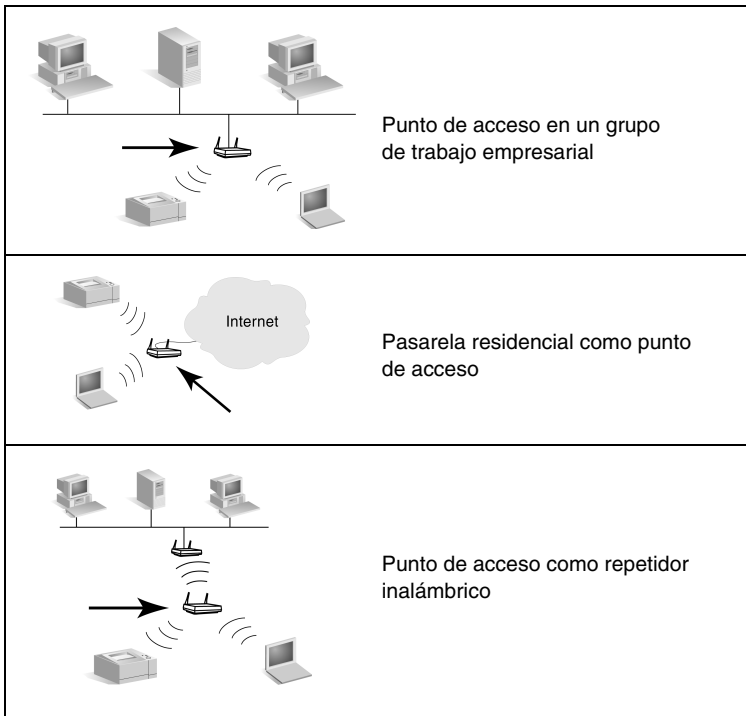 Punto de acceso en un grupo
de trabajo empresarial
Internet
Pasarela residencial como punto
de acceso
Punto de acceso como repetidor
inalámbrico